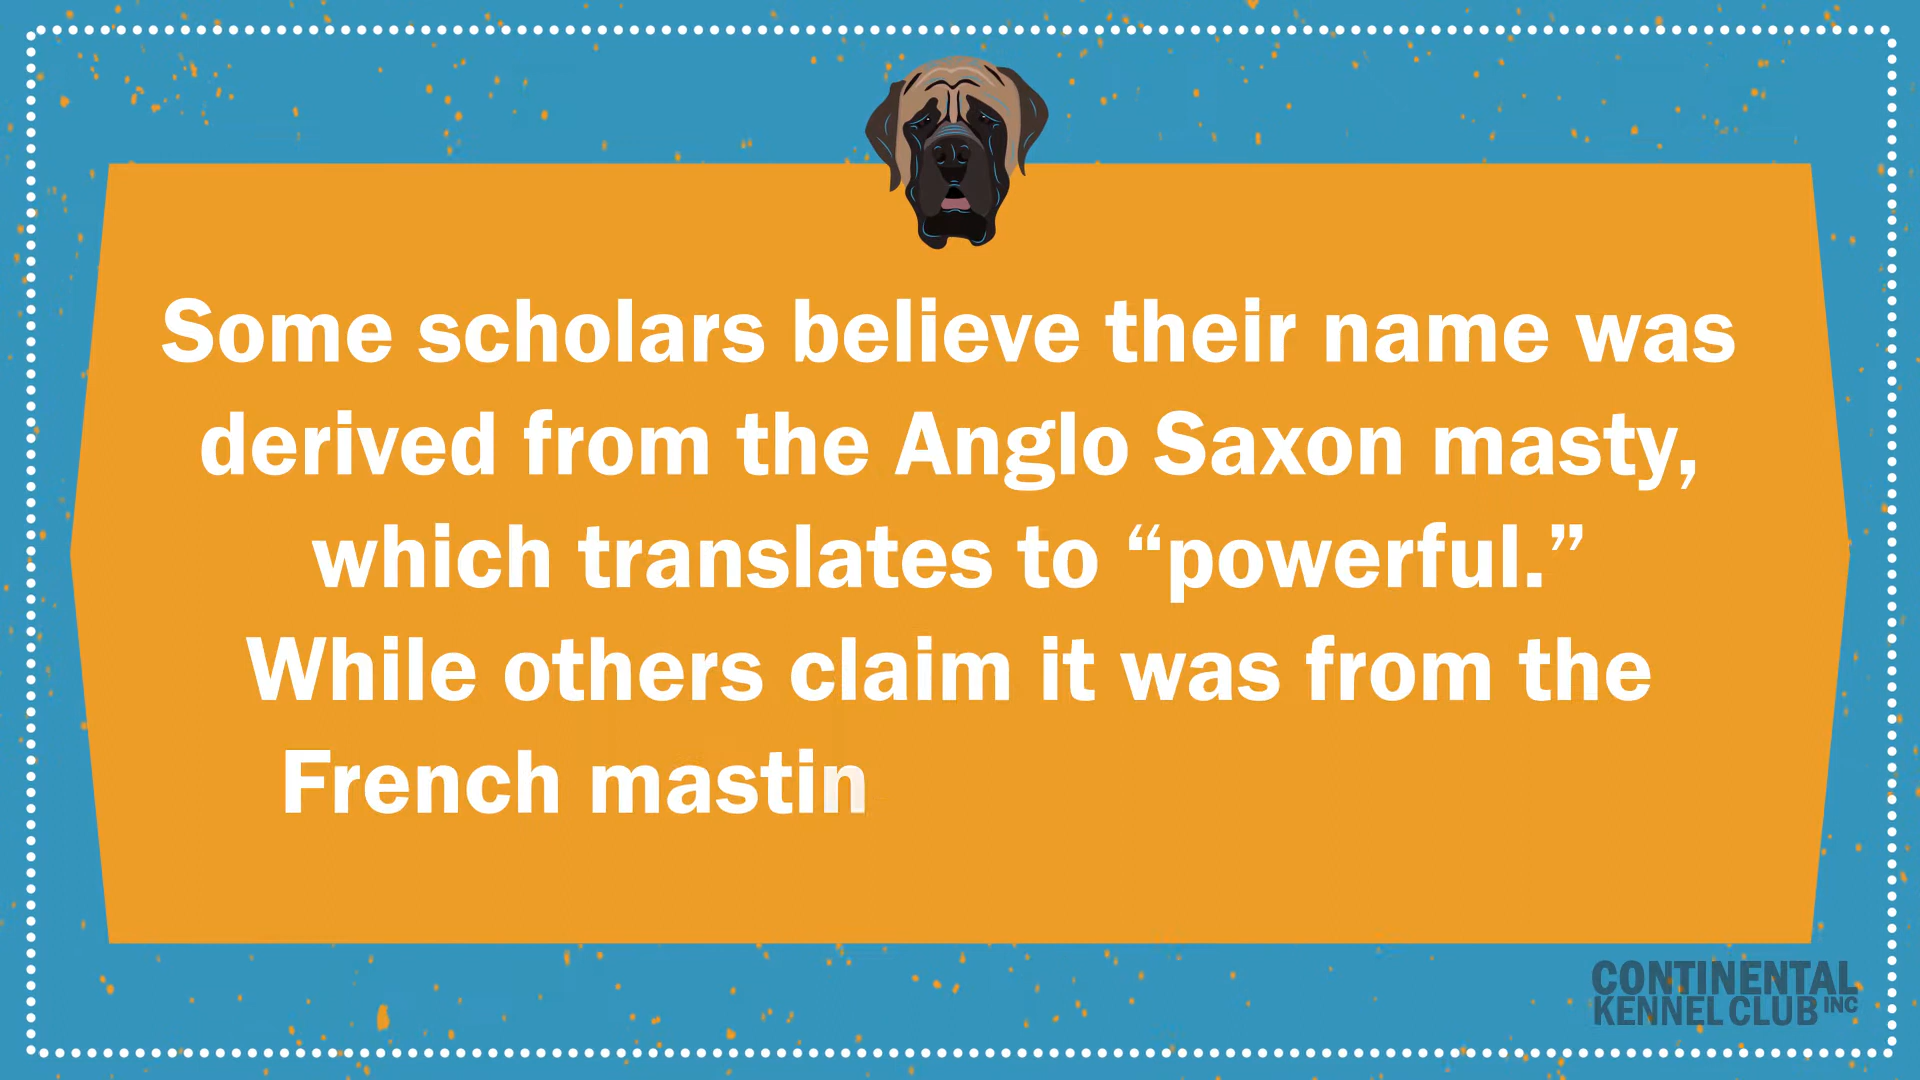 Some scholars believe their name was
derived from the Anglo Saxon masty,
which translates to “powerful.”
While others claim it was from the
French mastin
CONTINENTAL
KENNEL CLUB INC